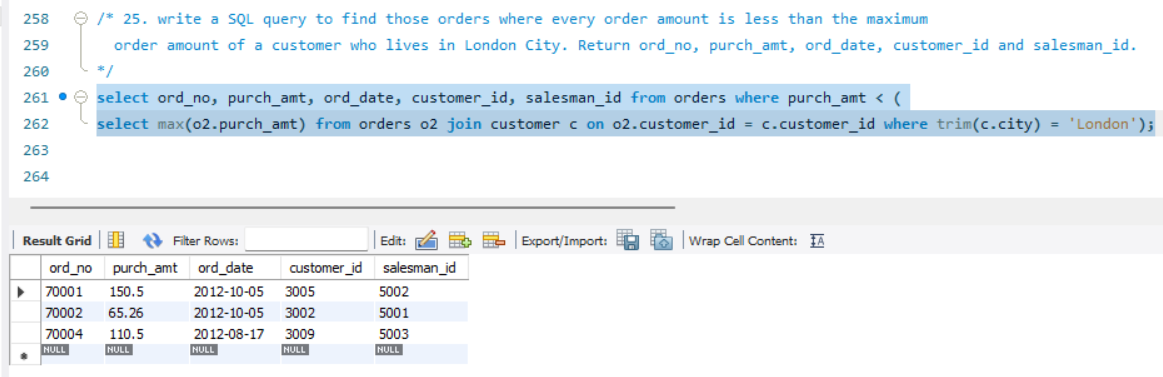 258 /* 25. write a SQL query to find those orders where every order amount is less than the maximum
259 order amount of a customer who lives in London City. Return ord_no, purch_amt, ord_date, customer_id and salesman_id.
260 */
261 select ord_no, purch_amt, ord_date, customer_id, salesman_id from orders where purch_amt < (
262 select max(o2.purch_amt) from orders o2 join customer c on o2.customer_id = c.customer_id where trim(c.city) = 'London');
263
264
Result Grid Filter Rows: Edit: Export/Import: Wrap Cell Content: IA
ord_no purch_amt ord_date customer_id salesman_id
70001 150.5 2012-10-05 3005 5002
70002 65.26 2012-10-05 3002 5001
70004 110.5 2012-08-17 3009 5003
NULL NULL NULL NULL NULL